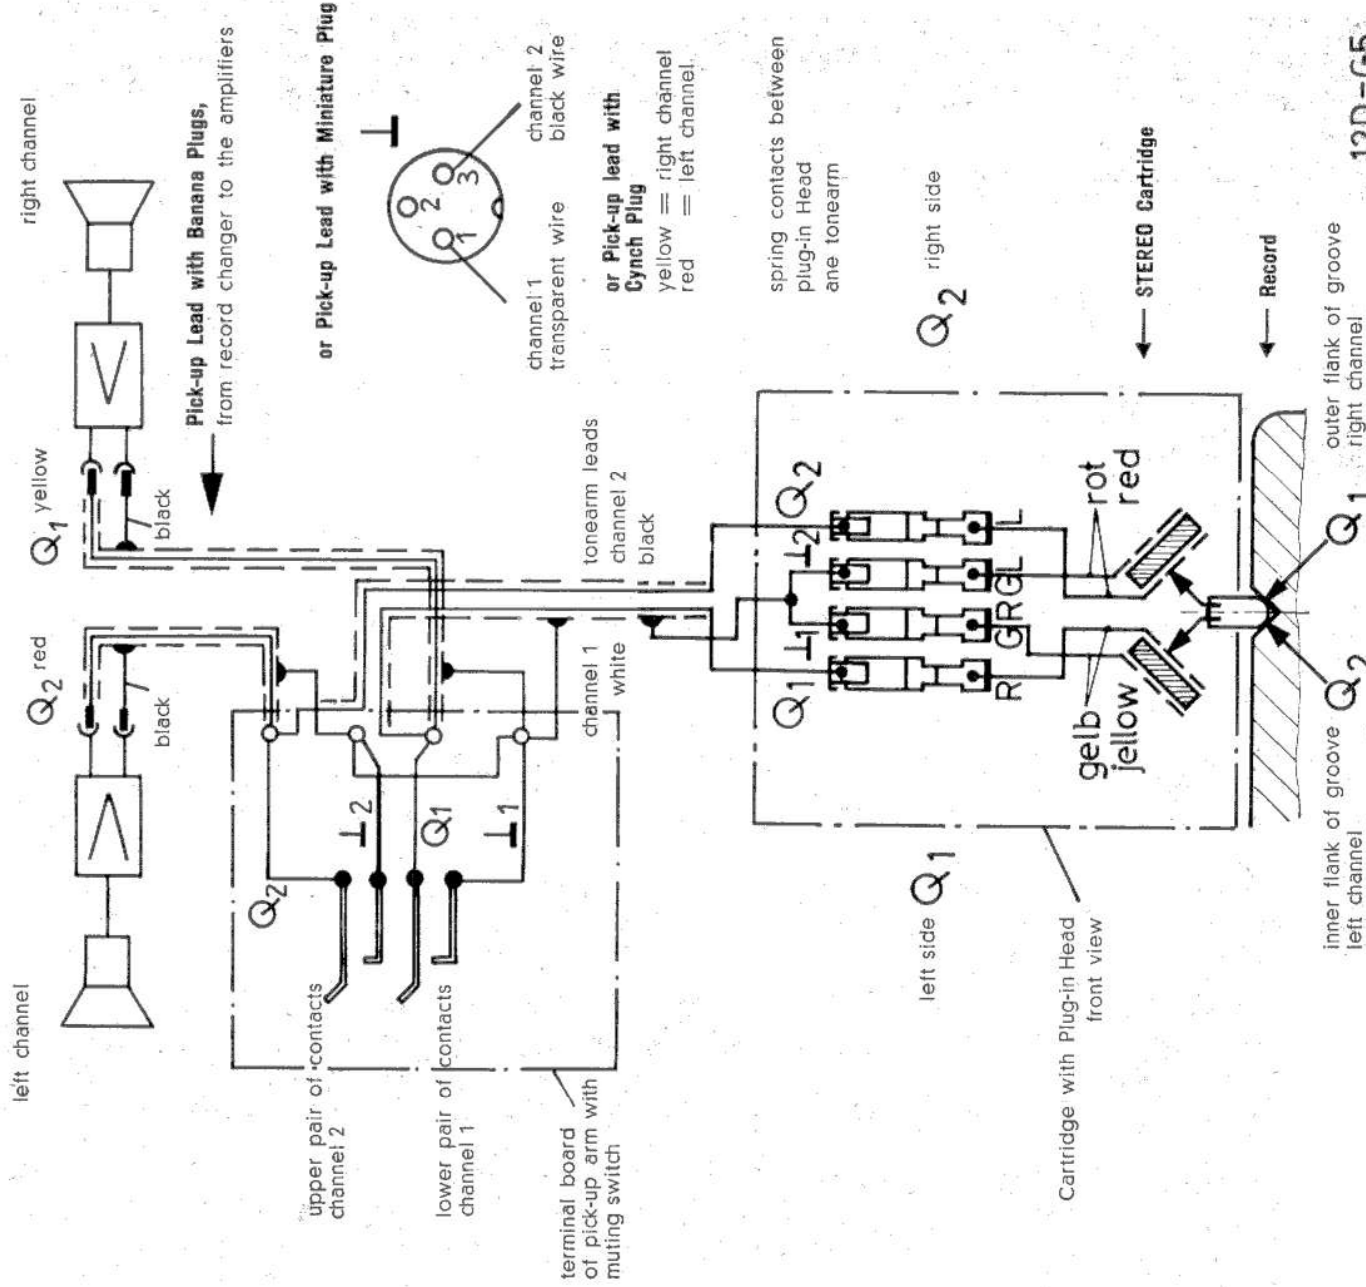 left channel
right channel
Q2 red
black
Q1 yellow
black
Pick-up Lead with Banana Plugs,
from record changer to the amplifiers
or Pick-up Lead with Miniature Plug
1
2
3
channel 1
transparent wire
channel 2
black wire
or Pick-up lead with
Cynch Plug
yellow = right channel
red = left channel
Q2
⊥2
Q1
⊥1
upper pair of contacts
channel 2
lower pair of contacts
channel 1
terminal board
of pick-up arm with
muting switch
channel 1
white
tonearm leads
channel 2
black
spring contacts between
plug-in Head
ane tonearm
left side Q1
Q2 right side
Q1
⊥1
⊥2
Q2
R
GR
GL
L
gelb
jellow
rot
red
Cartridge with Plug-in Head
front view
STEREO Cartridge
Record
inner flank of groove
left channel
Q2
Q1
outer flank of groove
right channel